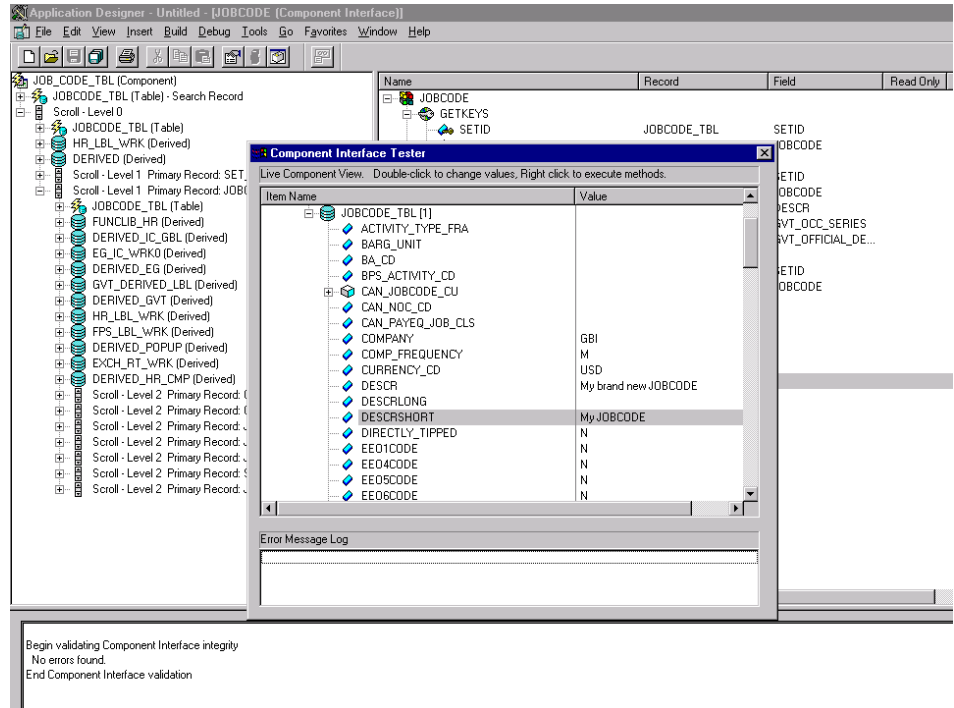 Application Designer - Untitled - [JOBCODE (Component Interface)]
File Edit View Insert Build Debug Tools Go Favorites Window Help
JOB_CODE_TBL (Component)
JOBCODE_TBL (Table) - Search Record
Scroll - Level 0
JOBCODE_TBL (Table)
HR_LBL_WRK (Derived)
DERIVED (Derived)
Scroll - Level 1 Primary Record: SET_
Scroll - Level 1 Primary Record: JOBC
JOBCODE_TBL (Table)
FUNCLIB_HR (Derived)
DERIVED_IC_GBL (Derived)
EG_IC_WRK0 (Derived)
DERIVED_EG (Derived)
GVT_DERIVED_LBL (Derived)
DERIVED_GVT (Derived)
HR_LBL_WRK (Derived)
FPS_LBL_WRK (Derived)
DERIVED_POPUP (Derived)
EXCH_RT_WRK (Derived)
DERIVED_HR_CMP (Derived)
Scroll - Level 2 Primary Record:
Scroll - Level 2 Primary Record:
Scroll - Level 2 Primary Record:
Scroll - Level 2 Primary Record:
Scroll - Level 2 Primary Record:
Scroll - Level 2 Primary Record:
Scroll - Level 2 Primary Record:
Name Record Field Read Only
JOBCODE
GETKEYS
SETID JOBCODE_TBL SETID
JOBCODE
SETID
JOBCODE
DESCR
GVT_OCC_SERIES
GVT_OFFICIAL_DE...
SETID
JOBCODE
Component Interface Tester
Live Component View. Double-click to change values, Right click to execute methods.
Item Name Value
JOBCODE_TBL [1]
ACTIVITY_TYPE_FRA
BARG_UNIT
BA_CD
BPS_ACTIVITY_CD
CAN_JOBCODE_CU
CAN_NOC_CD
CAN_PAYEQ_JOB_CLS
COMPANY GBI
COMP_FREQUENCY M
CURRENCY_CD USD
DESCR My brand new JOBCODE
DESCRLONG
DESCRSHORT My JOBCODE
DIRECTLY_TIPPED N
EEO1CODE N
EEO4CODE N
EEO5CODE N
EEO6CODE N
Error Message Log
Begin validating Component Interface integrity
No errors found.
End Component Interface validation